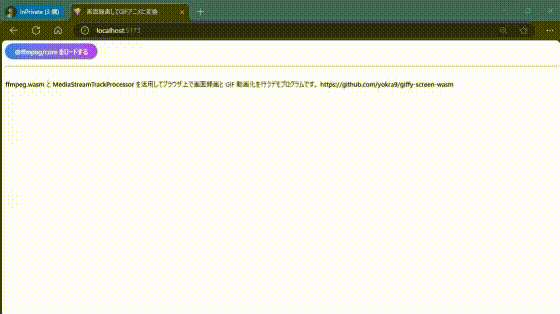 InPrivate (3 個)
画面録画してGIFアニメに変換
localhost:5173
@ffmpeg/core をロードする
ffmpeg.wasm と MediaStreamTrackProcessor を活用してブラウザ上で画面録画と GIF 動画化を行うデモプログラムです。 https://github.com/yokra9/giffy-screen-wasm